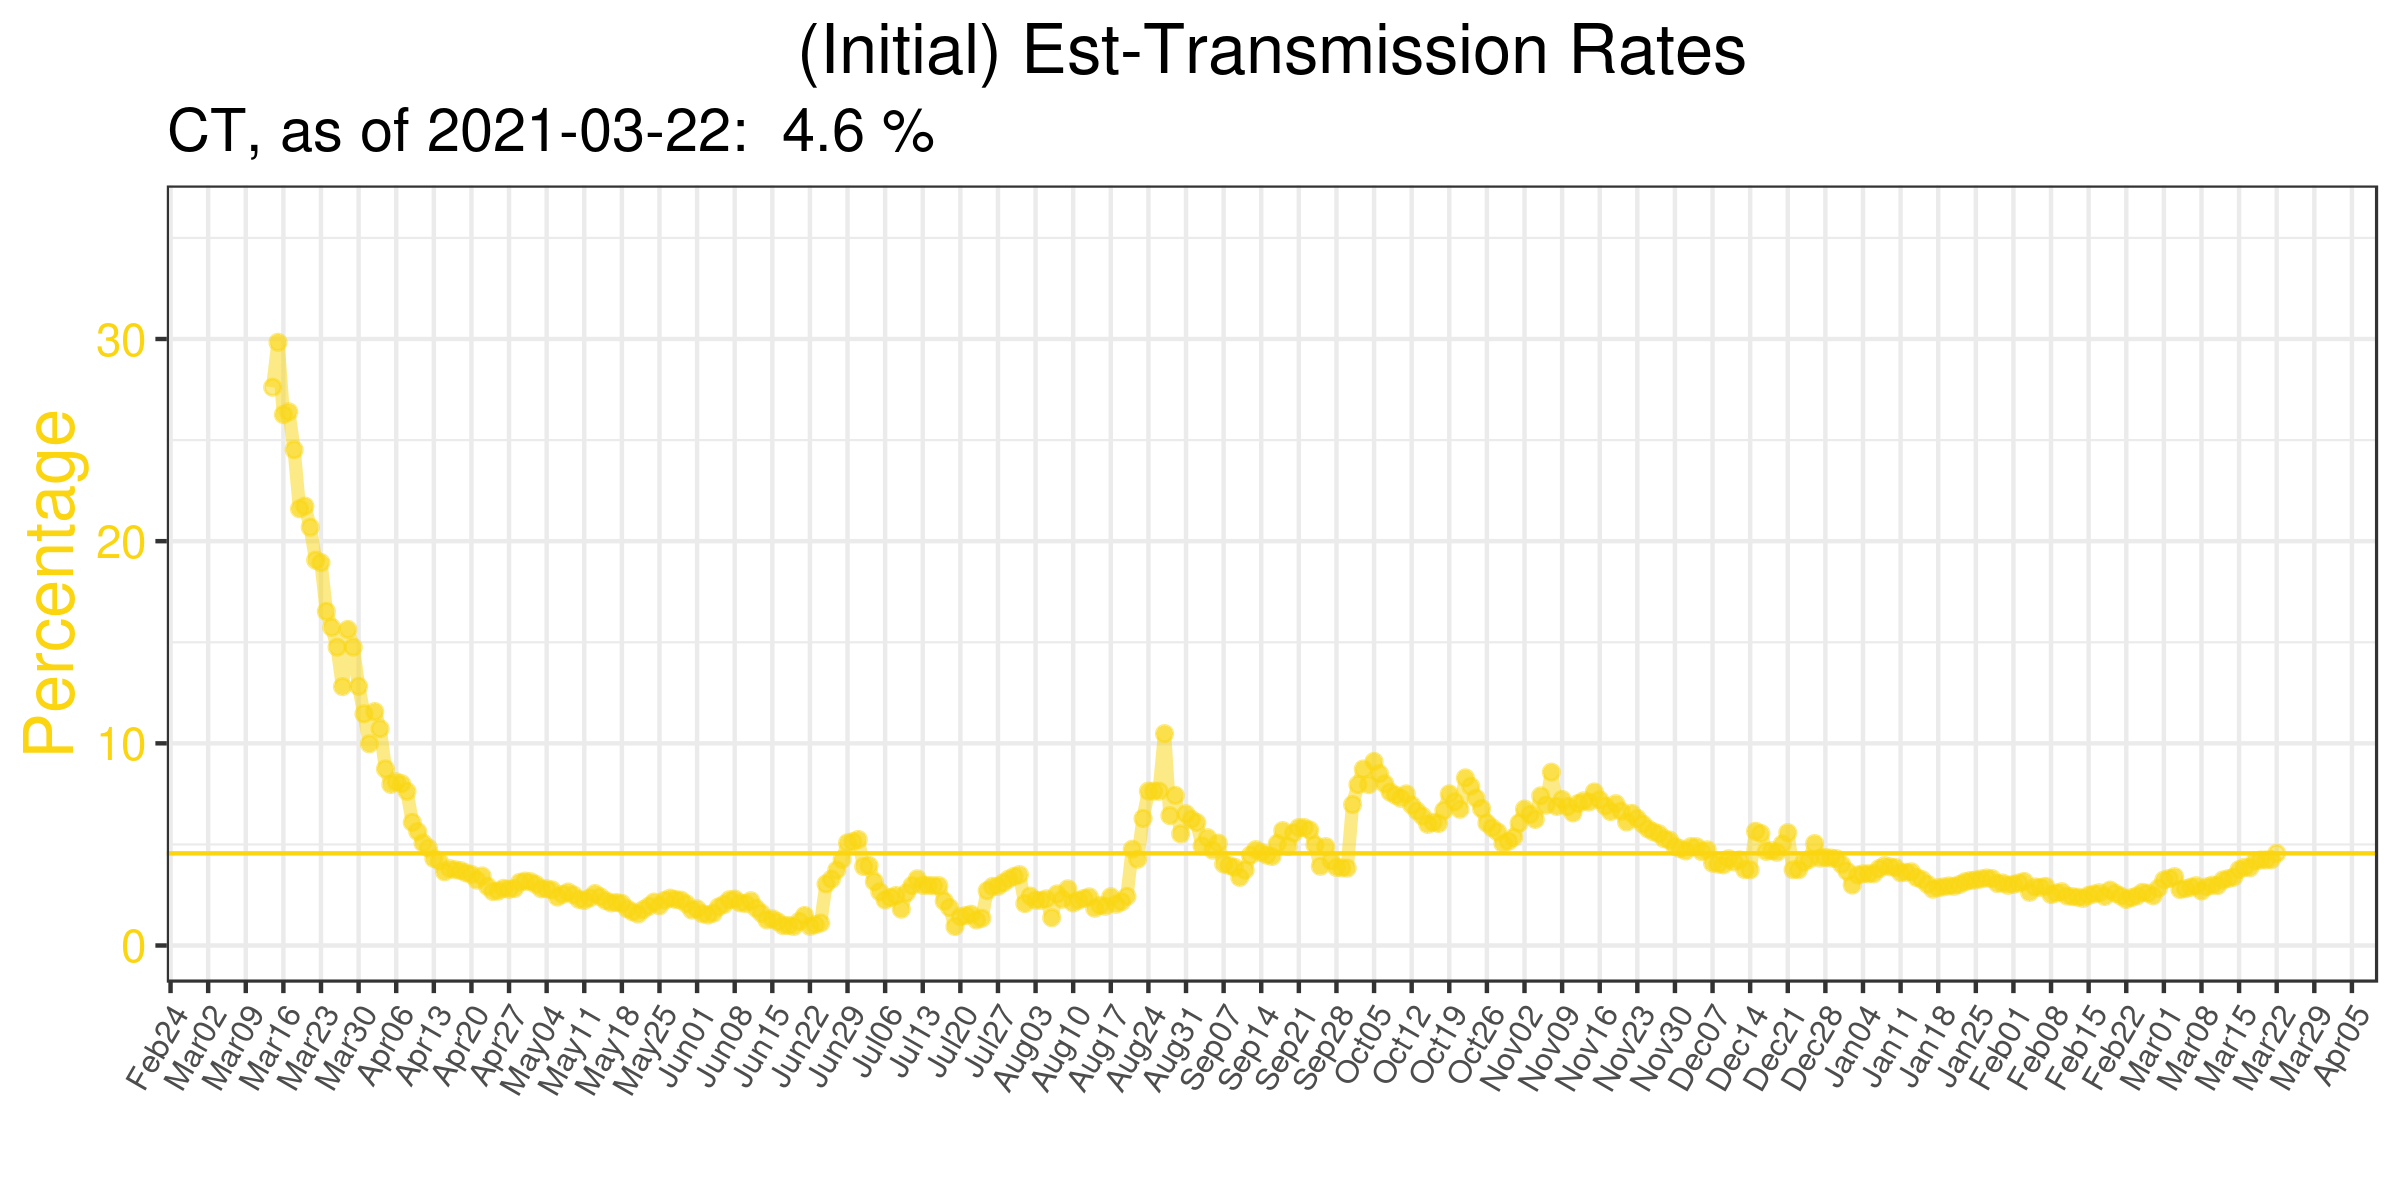 (Initial) Est-Transmission Rates
CT, as of 2021-03-22:  4.6 %
Percentage
30
20
10
0
Feb24
Mar02
Mar09
Mar16
Mar23
Mar30
Apr06
Apr13
Apr20
Apr27
May04
May11
May18
May25
Jun01
Jun08
Jun15
Jun22
Jun29
Jul06
Jul13
Jul20
Jul27
Aug03
Aug10
Aug17
Aug24
Aug31
Sep07
Sep14
Sep21
Sep28
Oct05
Oct12
Oct19
Oct26
Nov02
Nov09
Nov16
Nov23
Nov30
Dec07
Dec14
Dec21
Dec28
Jan04
Jan11
Jan18
Jan25
Feb01
Feb08
Feb15
Feb22
Mar01
Mar08
Mar15
Mar22
Mar29
Apr05